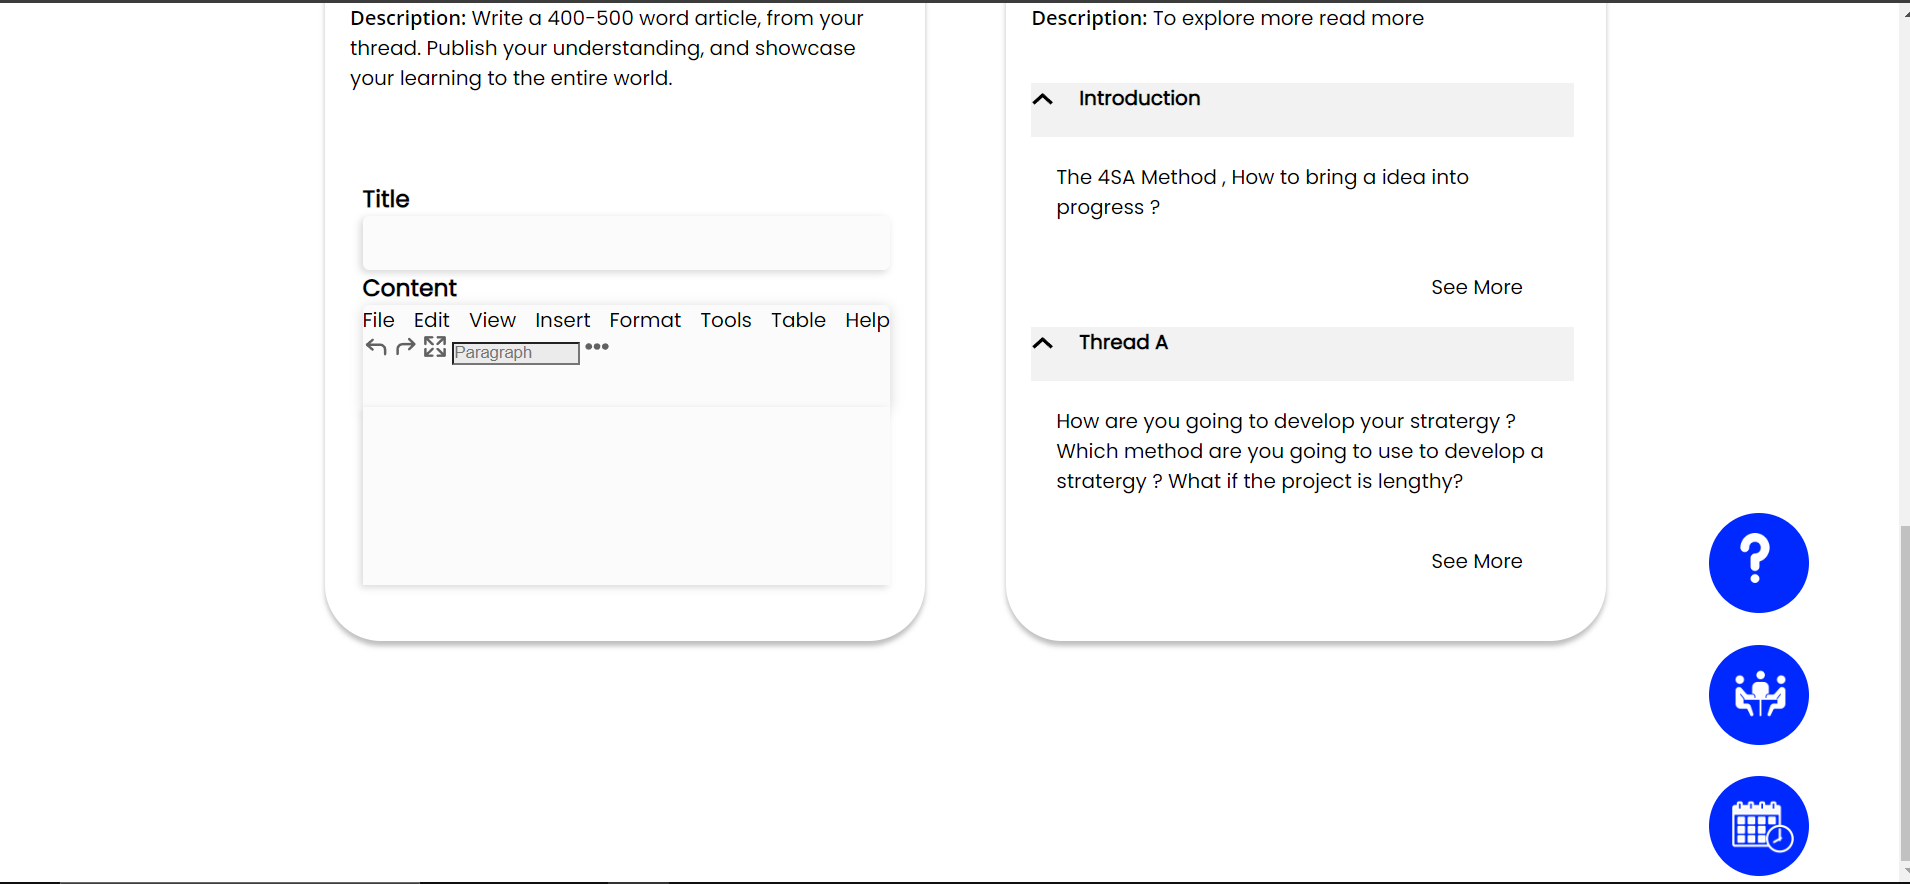 Description: Write a 400-500 word article, from your
thread. Publish your understanding, and showcase
your learning to the entire world.
Title
Content
File Edit View Insert Format Tools Table Help
Paragraph
Description: To explore more read more
Introduction
The 4SA Method , How to bring a idea into
progress ?
See More
Thread A
How are you going to develop your stratergy ?
Which method are you going to use to develop a
stratergy ? What if the project is lengthy?
See More